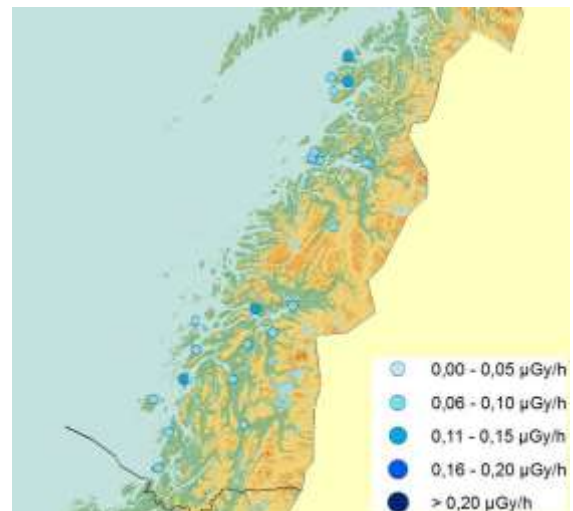 0,00 - 0,05 µGy/h
0,06 - 0,10 µGy/h
0,11 - 0,15 µGy/h
0,16 - 0,20 µGy/h
> 0,20 µGy/h